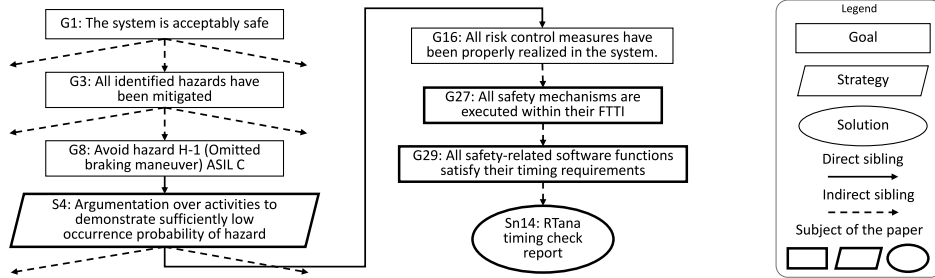 G1: The system is acceptably safe
G3: All identified hazards have
been mitigated
G8: Avoid hazard H-1 (Omitted
braking maneuver) ASIL C
S4: Argumentation over activities to
demonstrate sufficiently low
occurrence probability of hazard
G16: All risk control measures have
been properly realized in the system.
G27: All safety mechanisms are
executed within their FTTI
G29: All safety-related software functions
satisfy their timing requirements
Sn14: RTana
timing check
report
Legend
Goal
Strategy
Solution
Direct sibling
Indirect sibling
Subject of the paper